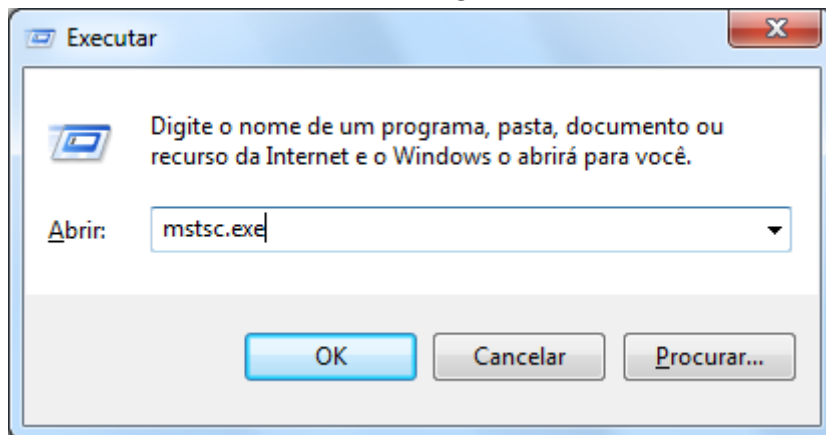 Executar
Digite o nome de um programa, pasta, documento ou
recurso da Internet e o Windows o abrirá para você.
Abrir: mstsc.exe
OK Cancelar Procurar...